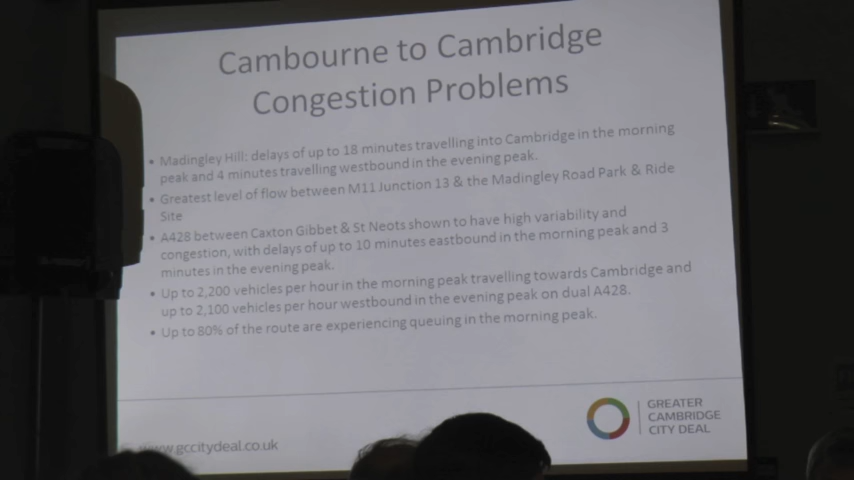 Cambourne to Cambridge
Congestion Problems
• Madingley Hill: delays of up to 18 minutes travelling into Cambridge in the morning
peak and 4 minutes travelling westbound in the evening peak.
• Greatest level of flow between M11 Junction 13 & the Madingley Road Park & Ride
Site
• A428 between Caxton Gibbet & St Neots shown to have high variability and
congestion, with delays of up to 10 minutes eastbound in the morning peak and 3
minutes in the evening peak.
• Up to 2,200 vehicles per hour in the morning peak travelling towards Cambridge and
up to 2,100 vehicles per hour westbound in the evening peak on dual A428.
• Up to 80% of the route are experiencing queuing in the morning peak.
www.gccitydeal.co.uk
GREATER
CAMBRIDGE
CITY DEAL